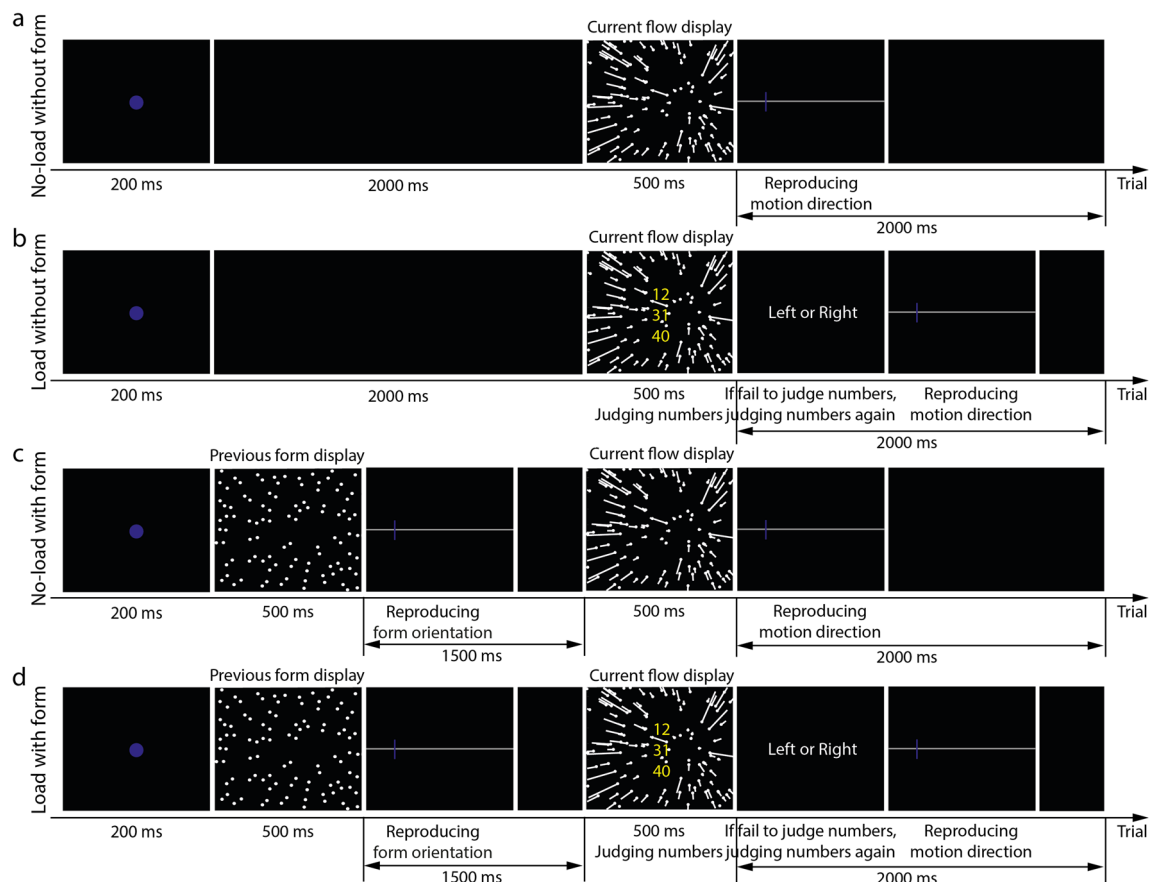 a
No-load without form
Current flow display
200 ms
2000 ms
500 ms
Reproducing
motion direction
2000 ms
Trial
b
Load without form
Current flow display
12
31
40
Left or Right
200 ms
2000 ms
500 ms
Judging numbers
If fail to judge numbers,
judging numbers again
Reproducing
motion direction
2000 ms
Trial
c
No-load with form
Previous form display
Current flow display
200 ms
500 ms
Reproducing
form orientation
1500 ms
500 ms
Reproducing
motion direction
2000 ms
Trial
d
Load with form
Previous form display
Current flow display
12
31
40
Left or Right
200 ms
500 ms
Reproducing
form orientation
1500 ms
500 ms
Judging numbers
If fail to judge numbers,
judging numbers again
Reproducing
motion direction
2000 ms
Trial